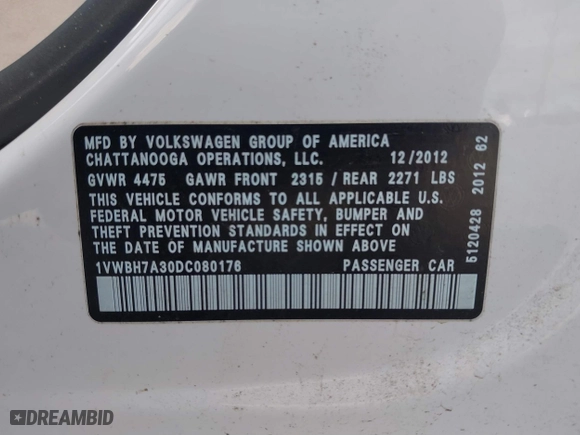 MFD BY VOLKSWAGEN GROUP OF AMERICA
CHATTANOOGA OPERATIONS, LLC. 12/2012
GVWR 4475 GAWR FRONT 2315 / REAR 2271 LBS
THIS VEHICLE CONFORMS TO ALL APPLICABLE U.S.
FEDERAL MOTOR VEHICLE SAFETY, BUMPER AND
THEFT PREVENTION STANDARDS IN EFFECT ON
THE DATE OF MANUFACTURE SHOWN ABOVE.
1VWBH7A30DC080176 PASSENGER CAR
5120428 2012 62
DREAMBID